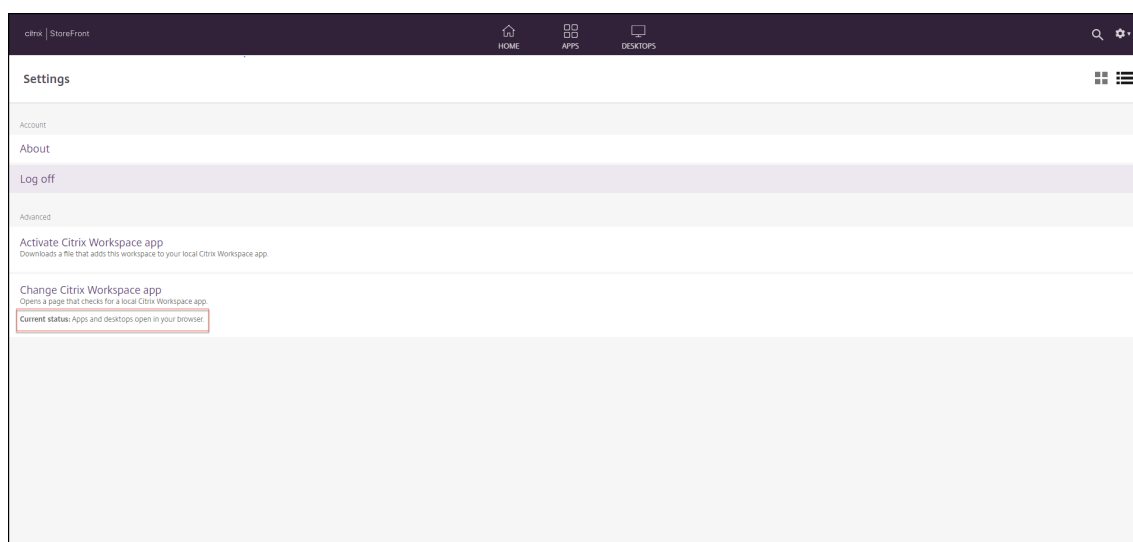 citrix | StoreFront
HOME
APPS
DESKTOPS
Settings
Account
About
Log off
Advanced
Activate Citrix Workspace app
Downloads a file that adds this workspace to your local Citrix Workspace app.
Change Citrix Workspace app
Opens a page that checks for a local Citrix Workspace app.
Current status: Apps and desktops open in your browser.